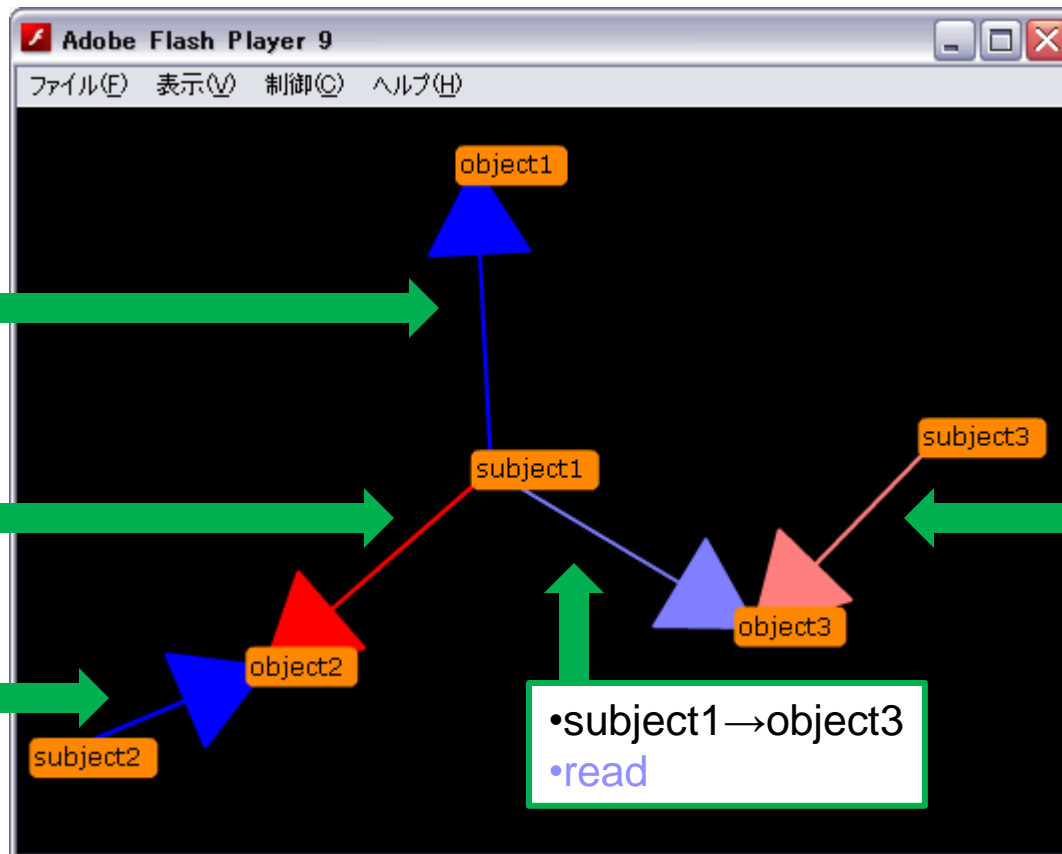 Adobe Flash Player 9
ファイル(F) 表示(V) 制御(C) ヘルプ(H)
object1
subject3
subject1
object3
object2
subject2
•subject1→object3
•read